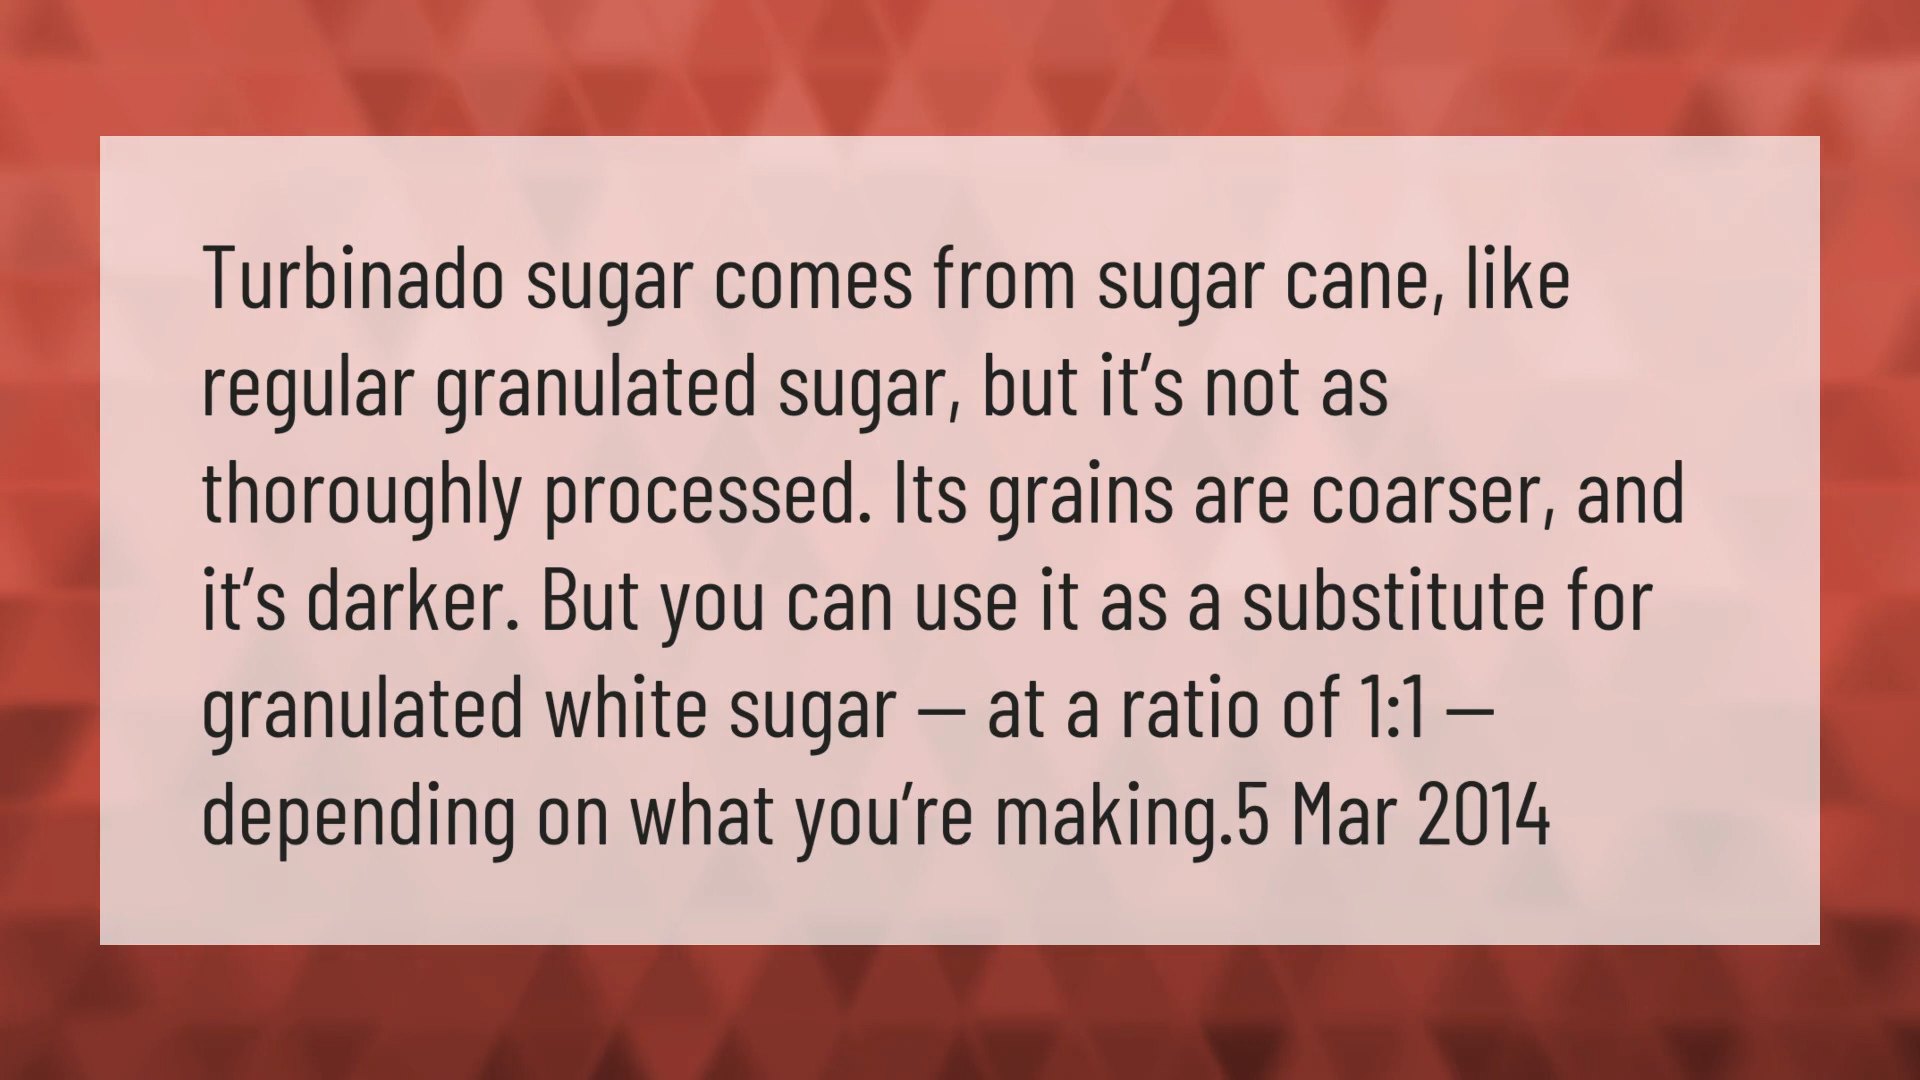 Turbinado sugar comes from sugar cane, like
regular granulated sugar, but it’s not as
thoroughly processed. Its grains are coarser, and
it’s darker. But you can use it as a substitute for
granulated white sugar — at a ratio of 1:1 —
depending on what you’re making.5 Mar 2014